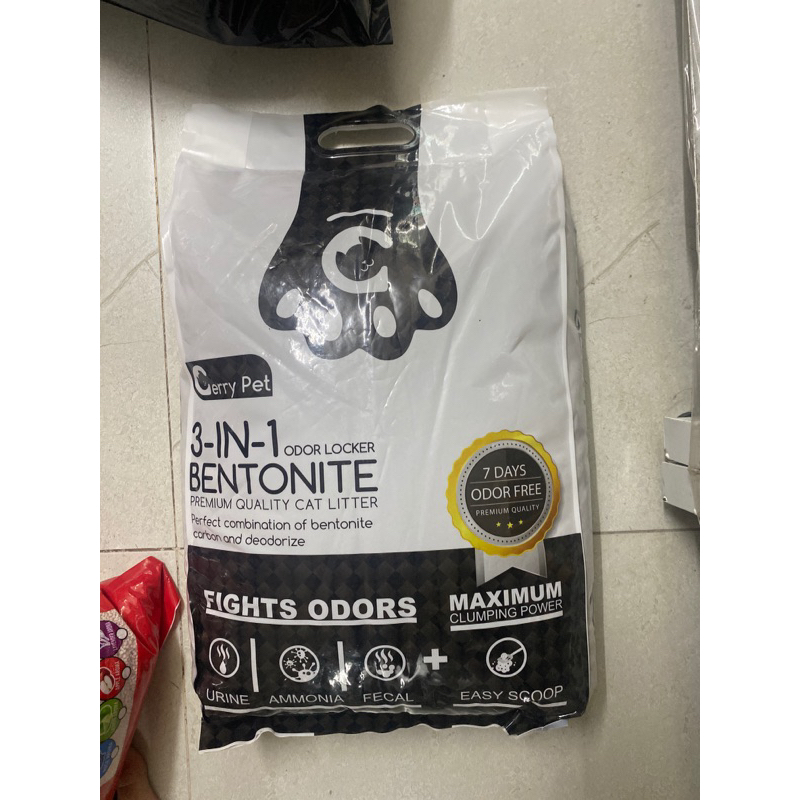 Cerry Pet
3-IN-1 ODOR LOCKER
BENTONITE
PREMIUM QUALITY CAT LITTER
Perfect combination of bentonite
carbon and deodorize
7 DAYS
ODOR FREE
PREMIUM QUALITY
FIGHTS ODORS
MAXIMUM
CLUMPING POWER
URINE
AMMONIA
FECAL
+
EASY SCOOP